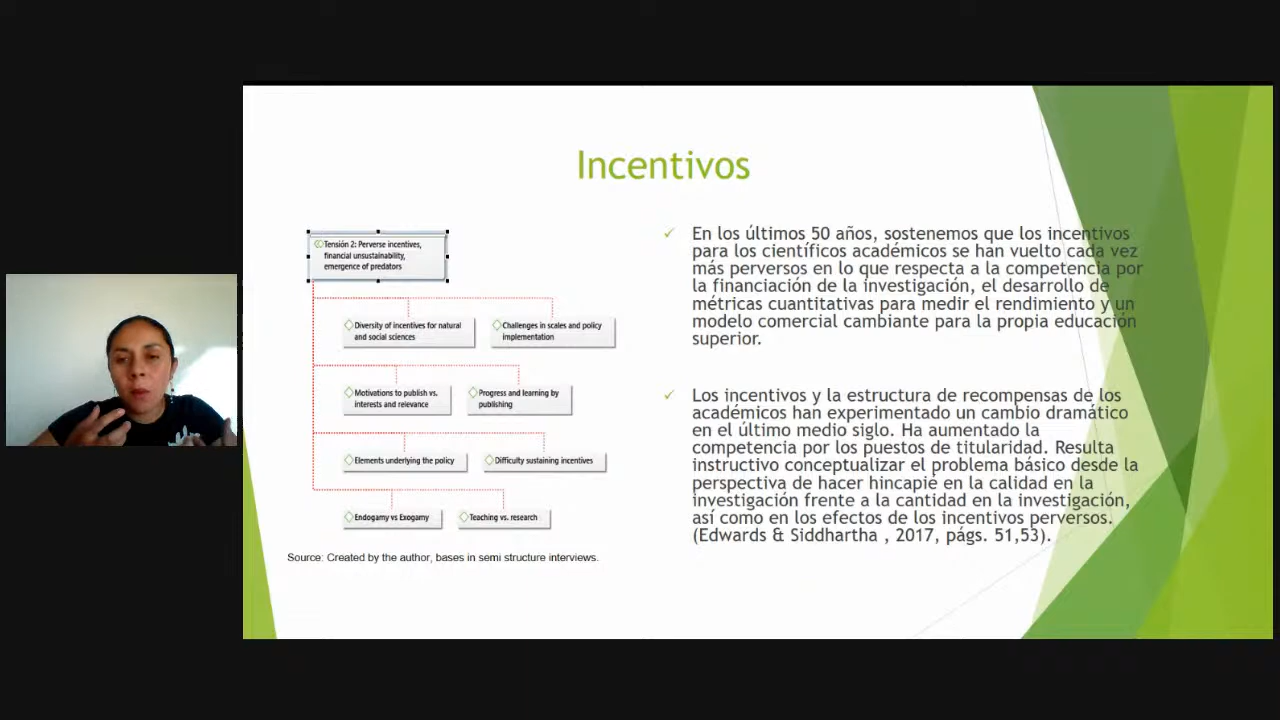 Incentivos
Tensión 2: Perverse incentives,
financial unsustainability,
emergence of predators
Diversity of incentives for natural
and social sciences
Challenges in scales and policy
implementation
Motivations to publish vs.
interests and relevance
Progress and learning by
publishing
Elements underlying the policy
Difficulty sustaining incentives
Endogamy vs Exogamy
Teaching vs. research
Source: Created by the author, bases in semi structure interviews.
En los últimos 50 años, sostenemos que los incentivos
para los científicos académicos se han vuelto cada vez
más perversos en lo que respecta a la competencia por
la financiación de la investigación, el desarrollo de
métricas cuantitativas para medir el rendimiento y un
modelo comercial cambiante para la propia educación
superior.
Los incentivos y la estructura de recompensas de los
académicos han experimentado un cambio dramático
en el último medio siglo. Ha aumentado la
competencia por los puestos de titularidad. Resulta
instructivo conceptualizar el problema básico desde la
perspectiva de hacer hincapié en la calidad en la
investigación frente a la cantidad en la investigación,
así como en los efectos de los incentivos perversos.
(Edwards & Siddhartha , 2017, págs. 51,53).